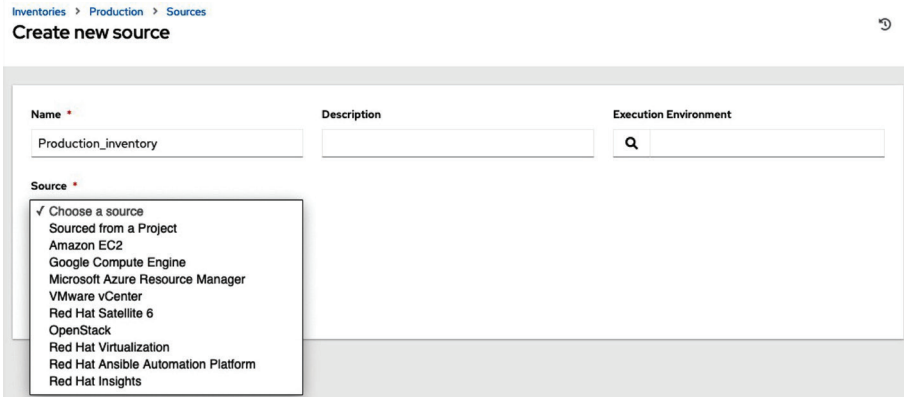 Inventories > Production > Sources
Create new source
Name * Description Execution Environment
Production_inventory
Source *
✓ Choose a source
Sourced from a Project
Amazon EC2
Google Compute Engine
Microsoft Azure Resource Manager
VMware vCenter
Red Hat Satellite 6
OpenStack
Red Hat Virtualization
Red Hat Ansible Automation Platform
Red Hat Insights